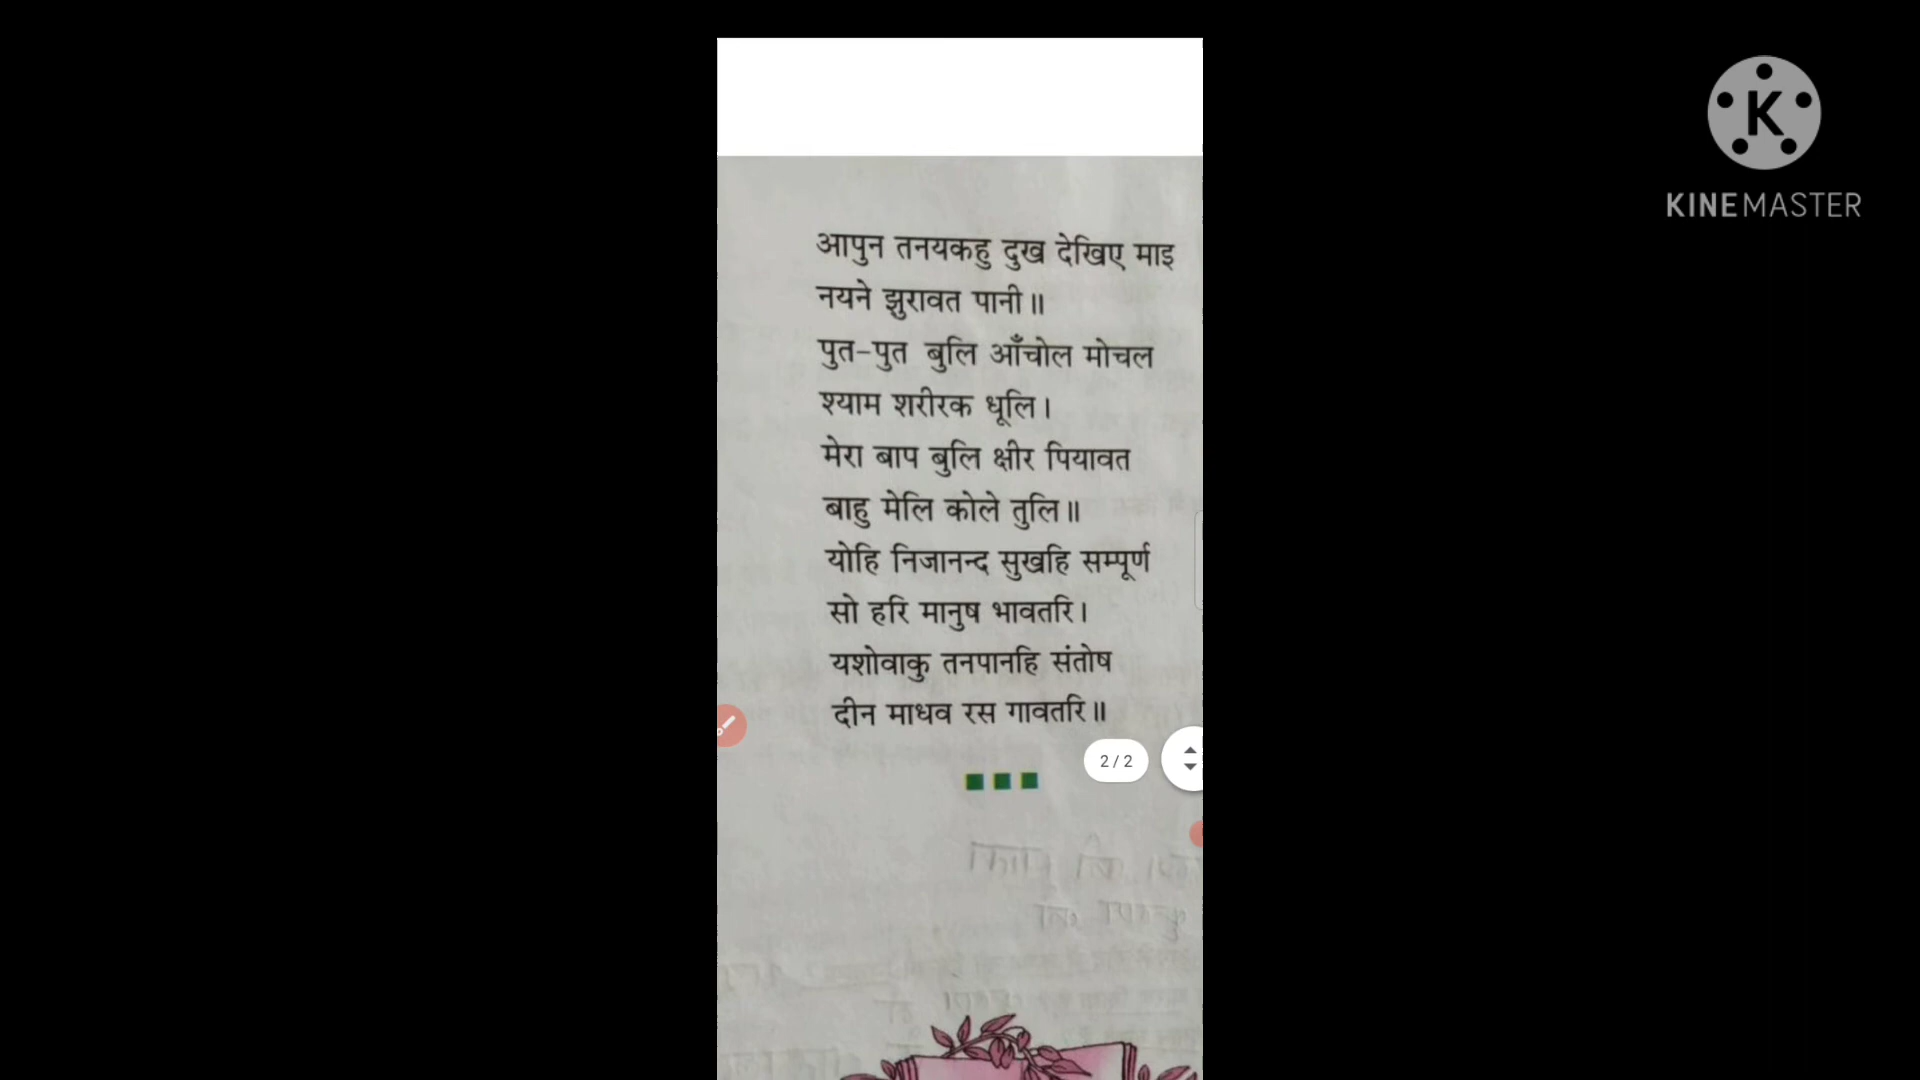 आपुन तनयकहु दुख देखिए माइ
नयने झुरावत पानी॥
पुत-पुत बुलि आँचोल मोचल
श्याम शरीरक धूलि।
मेरा बाप बुलि क्षीर पियावत
बाहु मेलि कोले तुलि॥
योहि निजानन्द सुखहि सम्पूर्ण
सो हरि मानुष भावतरि।
यशोवाकु तनपानहि संतोष
दीन माधव रस गावतरि॥
2 / 2
K
KINEMASTER